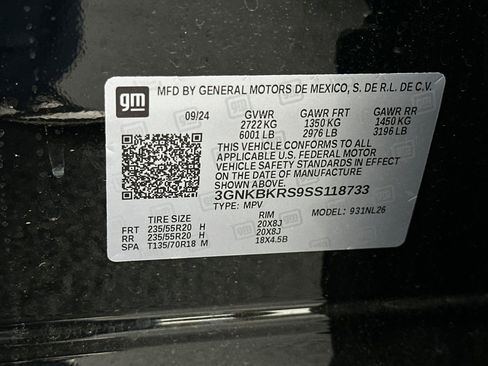 gm
MFD BY GENERAL MOTORS DE MEXICO, S. DE R.L. DE C.V.
09/24 GVWR GAWR FRT GAWR RR
2722 KG 1350 KG 1450 KG
6001 LB 2976 LB 3196 LB
THIS VEHICLE CONFORMS TO ALL
APPLICABLE U.S. FEDERAL MOTOR
VEHICLE SAFETY STANDARDS IN EFFECT
ON THE DATE OF MANUFACTURE
SHOWN ABOVE.
3GNKBKRS9SS118733
TYPE: MPV MODEL: 931NL26
TIRE SIZE RIM
FRT 235/55R20 H 20X8J
RR 235/55R20 H 20X8J
SPA T135/70R18 M 18X4.5B